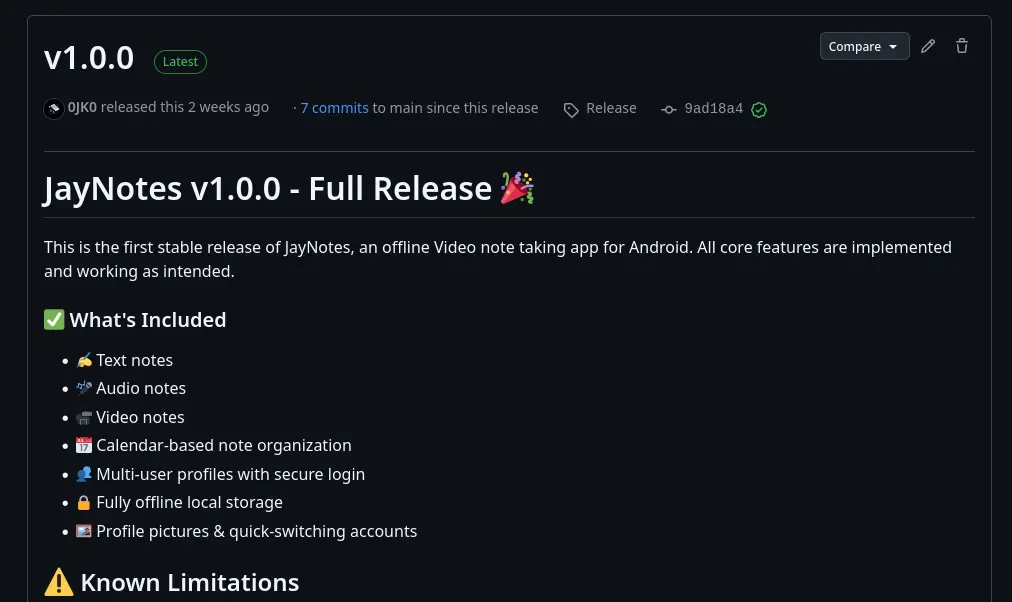 v1.0.0 Latest Compare
0JK0 released this 2 weeks ago · 7 commits to main since this release Release 9ad18a4
JayNotes v1.0.0 - Full Release 🎉
This is the first stable release of JayNotes, an offline Video note taking app for Android. All core features are implemented
and working as intended.
✅ What's Included
• ✍️ Text notes
• 🎤 Audio notes
• 📹 Video notes
• 📅 Calendar-based note organization
• 👥 Multi-user profiles with secure login
• 🔒 Fully offline local storage
• 🖼️ Profile pictures & quick-switching accounts
⚠️ Known Limitations